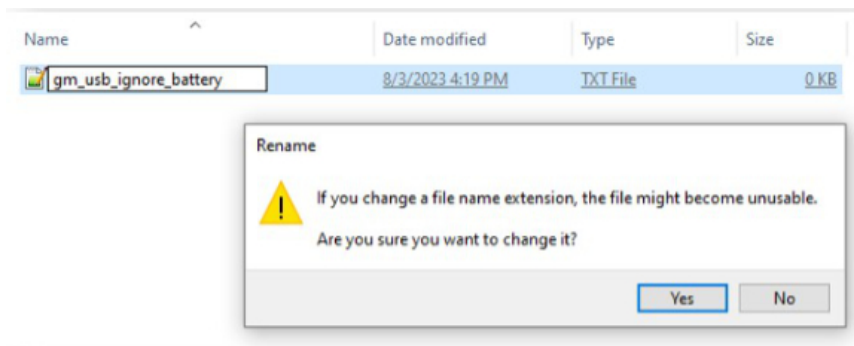 Name Date modified Type Size
gm_usb_ignore_battery 8/3/2023 4:19 PM TXT File 0 KB
Rename
If you change a file name extension, the file might become unusable.
Are you sure you want to change it?
Yes No